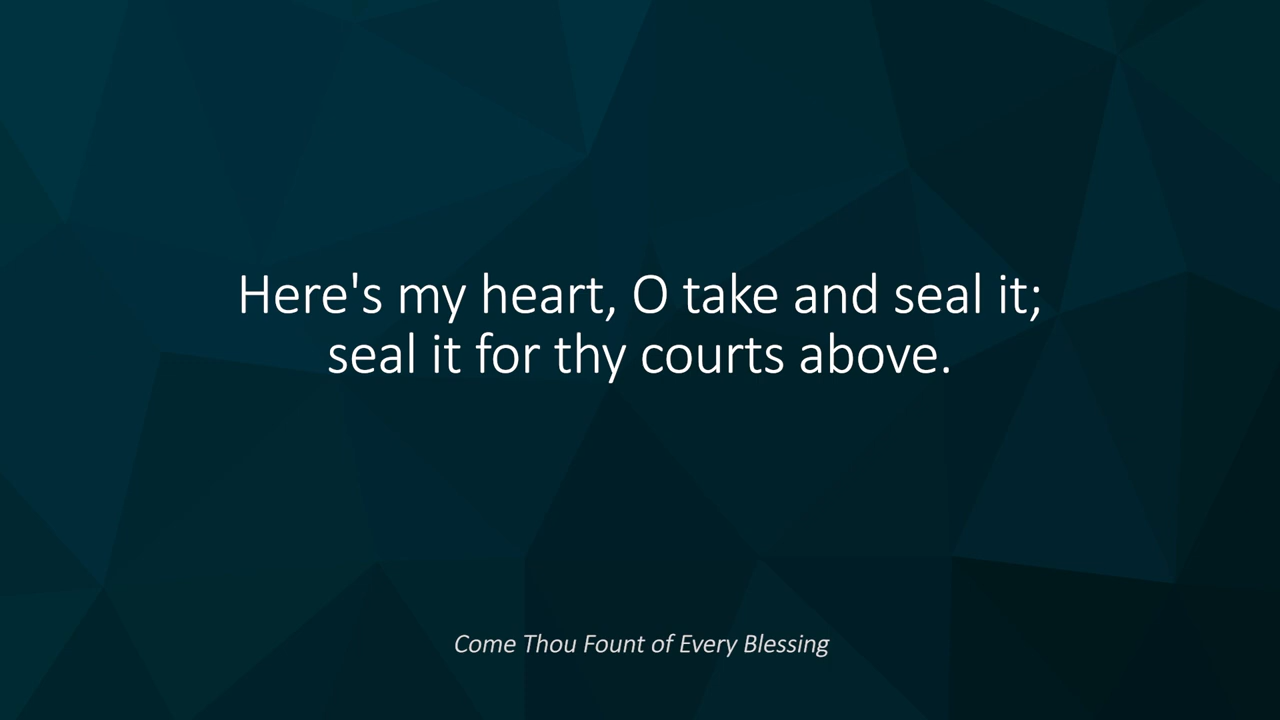 Here's my heart, O take and seal it;
seal it for thy courts above.
Come Thou Fount of Every Blessing